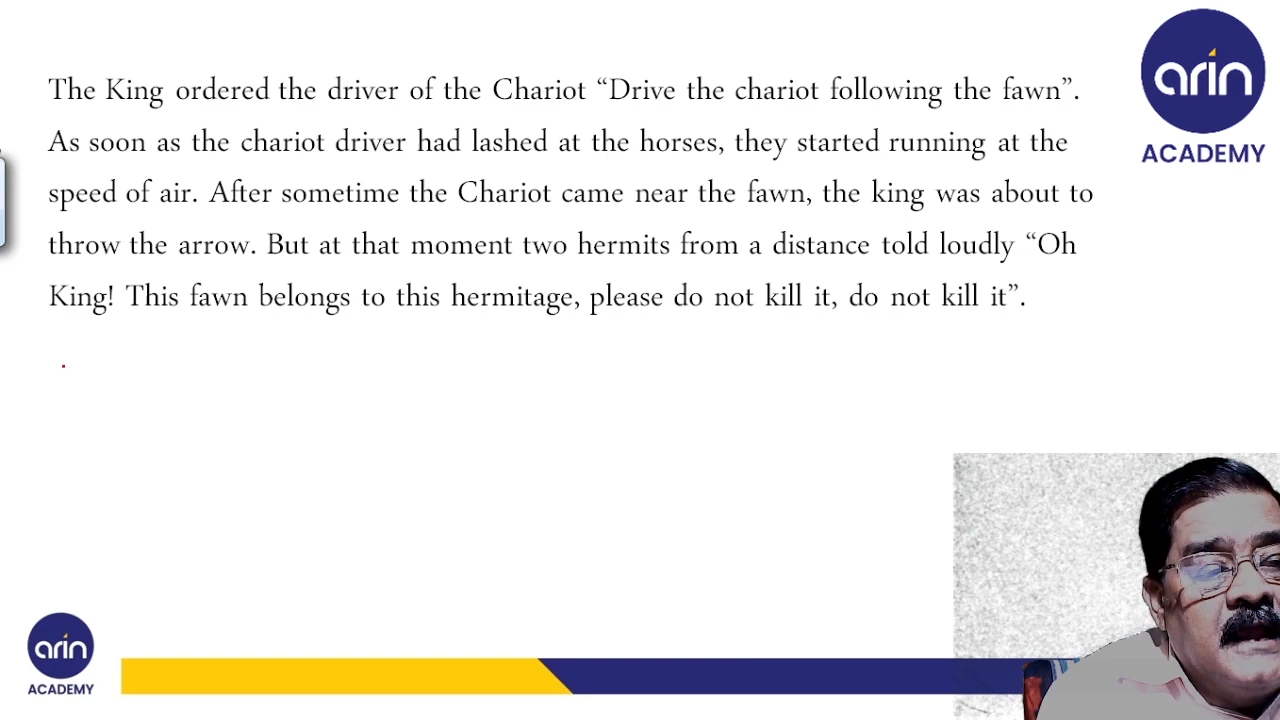 The King ordered the driver of the Chariot “Drive the chariot following the fawn”.
As soon as the chariot driver had lashed at the horses, they started running at the
speed of air. After sometime the Chariot came near the fawn, the king was about to
throw the arrow. But at that moment two hermits from a distance told loudly “Oh
King! This fawn belongs to this hermitage, please do not kill it, do not kill it”.
arin
ACADEMY
arin
ACADEMY